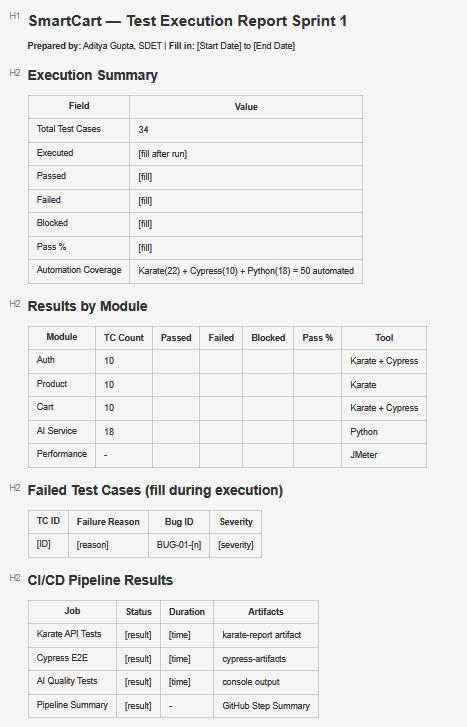 H1 SmartCart — Test Execution Report Sprint 1
Prepared by: Aditya Gupta, SDET | Fill in: [Start Date] to [End Date]
H2 Execution Summary
Field Value
Total Test Cases 34
Executed [fill after run]
Passed [fill]
Failed [fill]
Blocked [fill]
Pass % [fill]
Automation Coverage Karate(22) + Cypress(10) + Python(18) = 50 automated
H2 Results by Module
Module TC Count Passed Failed Blocked Pass % Tool
Auth 10 Karate + Cypress
Product 10 Karate
Cart 10 Karate + Cypress
AI Service 18 Python
Performance - JMeter
H2 Failed Test Cases (fill during execution)
TC ID Failure Reason Bug ID Severity
[ID] [reason] BUG-01-[n] [severity]
H2 CI/CD Pipeline Results
Job Status Duration Artifacts
Karate API Tests [result] [time] karate-report artifact
Cypress E2E [result] [time] cypress-artifacts
AI Quality Tests [result] [time] console output
Pipeline Summary [result] - GitHub Step Summary